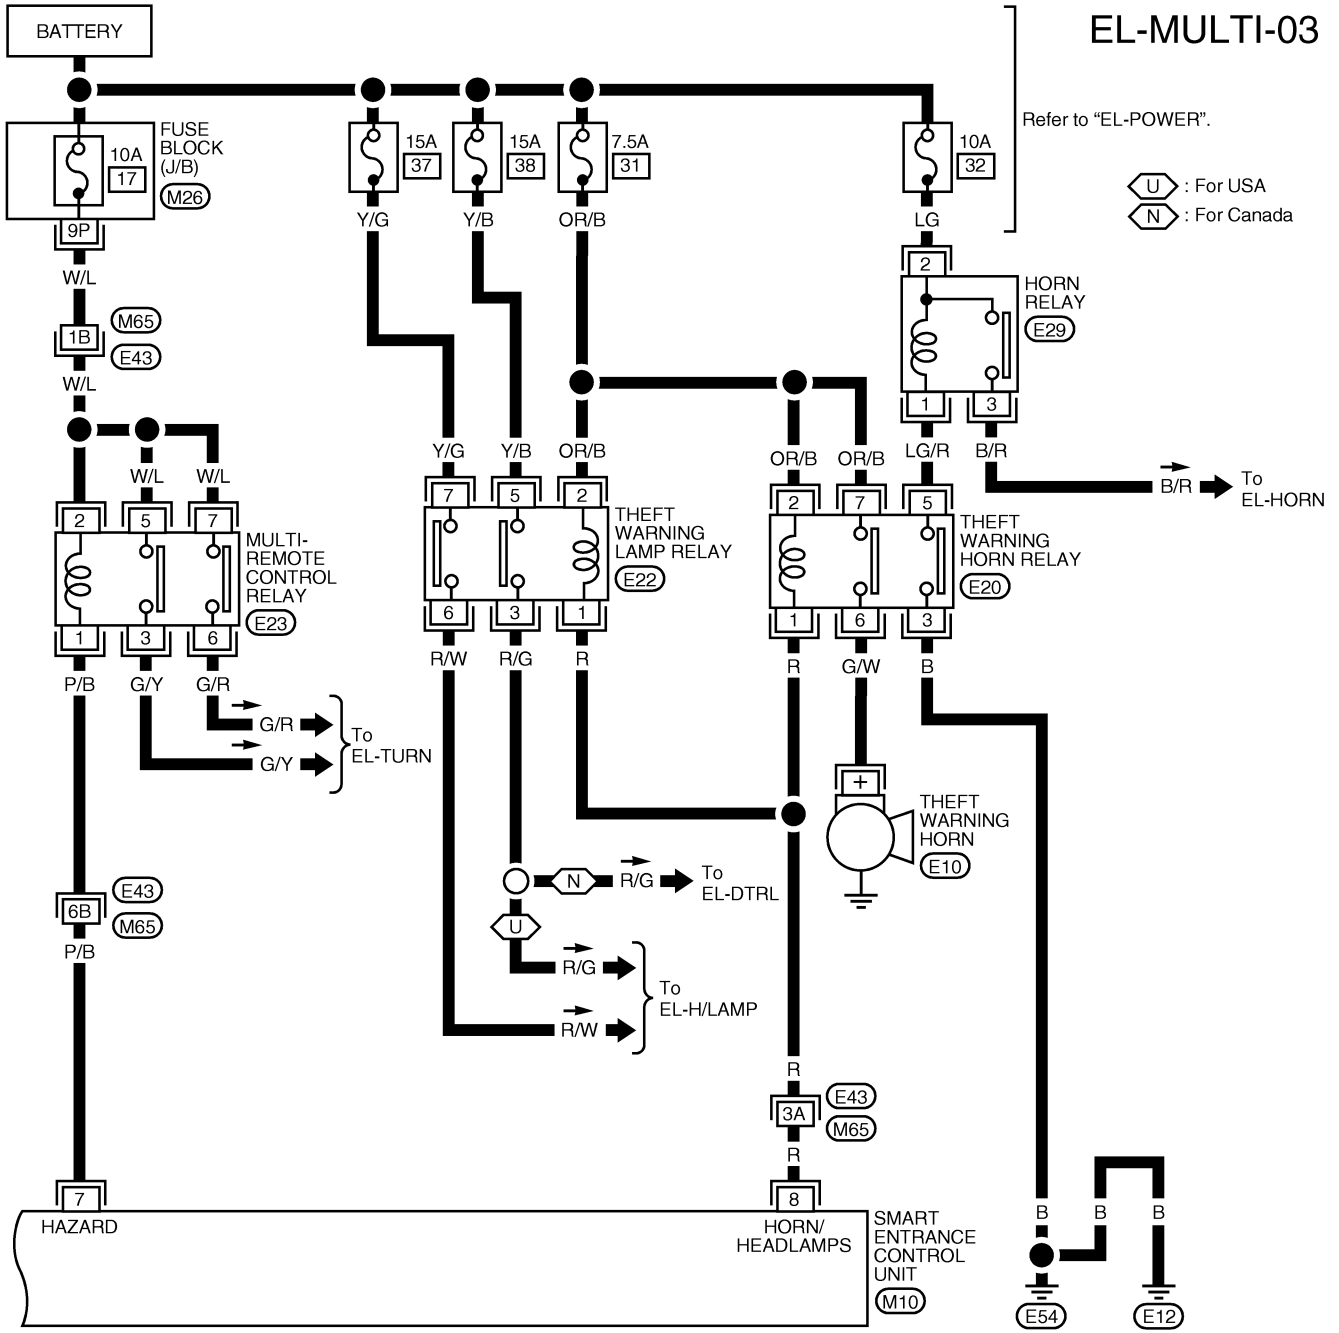 EL-MULTI-03
BATTERY
FUSE
BLOCK
(J/B)
M26
10A
17
9P
15A
37
15A
38
7.5A
31
10A
32
Refer to “EL-POWER”.
U : For USA
N : For Canada
Y/G
Y/B
OR/B
LG
W/L
1B
M65
E43
W/L
2
HORN
RELAY
E29
1
3
LG/R
B/R
B/R
To
EL-HORN
W/L
W/L
2
5
7
MULTI-
REMOTE
CONTROL
RELAY
E23
1
3
6
P/B
G/Y
G/R
G/R
G/Y
To
EL-TURN
Y/G
Y/B
OR/B
7
5
2
THEFT
WARNING
LAMP RELAY
E22
6
3
1
R/W
R/G
R
OR/B
OR/B
2
7
5
THEFT
WARNING
HORN RELAY
E20
1
6
3
R
G/W
B
+
THEFT
WARNING
HORN
E10
N
R/G
To
EL-DTRL
U
R/G
R/W
To
EL-H/LAMP
6B
E43
M65
P/B
R
3A
E43
M65
R
7
HAZARD
8
HORN/
HEADLAMPS
SMART
ENTRANCE
CONTROL
UNIT
M10
B
B
B
E54
E12